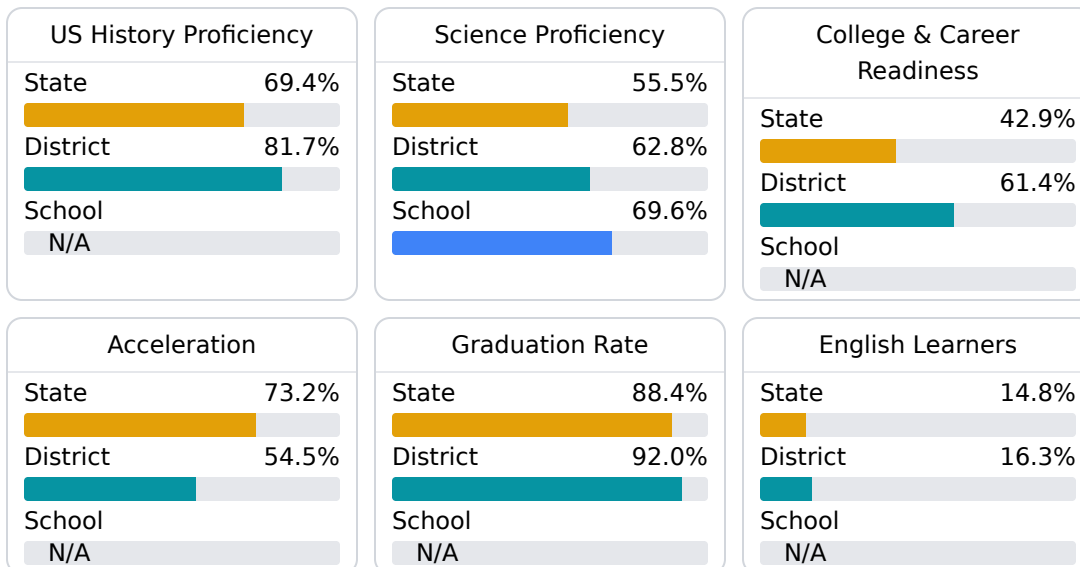 US History Proficiency
State 69.4%
District 81.7%
School
N/A
Science Proficiency
State 55.5%
District 62.8%
School 69.6%
College & Career
Readiness
State 42.9%
District 61.4%
School
N/A
Acceleration
State 73.2%
District 54.5%
School
N/A
Graduation Rate
State 88.4%
District 92.0%
School
N/A
English Learners
State 14.8%
District 16.3%
School
N/A